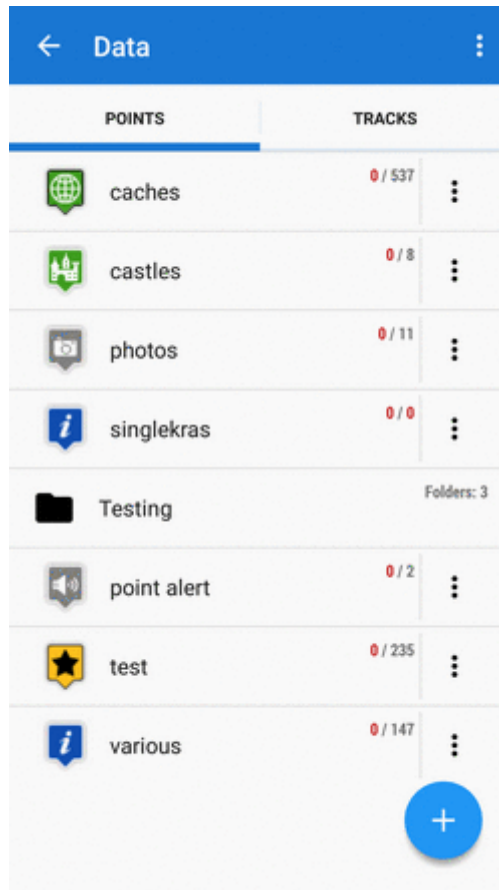 Data
POINTS TRACKS
caches 0 / 537
castles 0 / 8
photos 0 / 11
singlekras 0 / 0
Testing Folders: 3
point alert 0 / 2
test 0 / 235
various 0 / 147